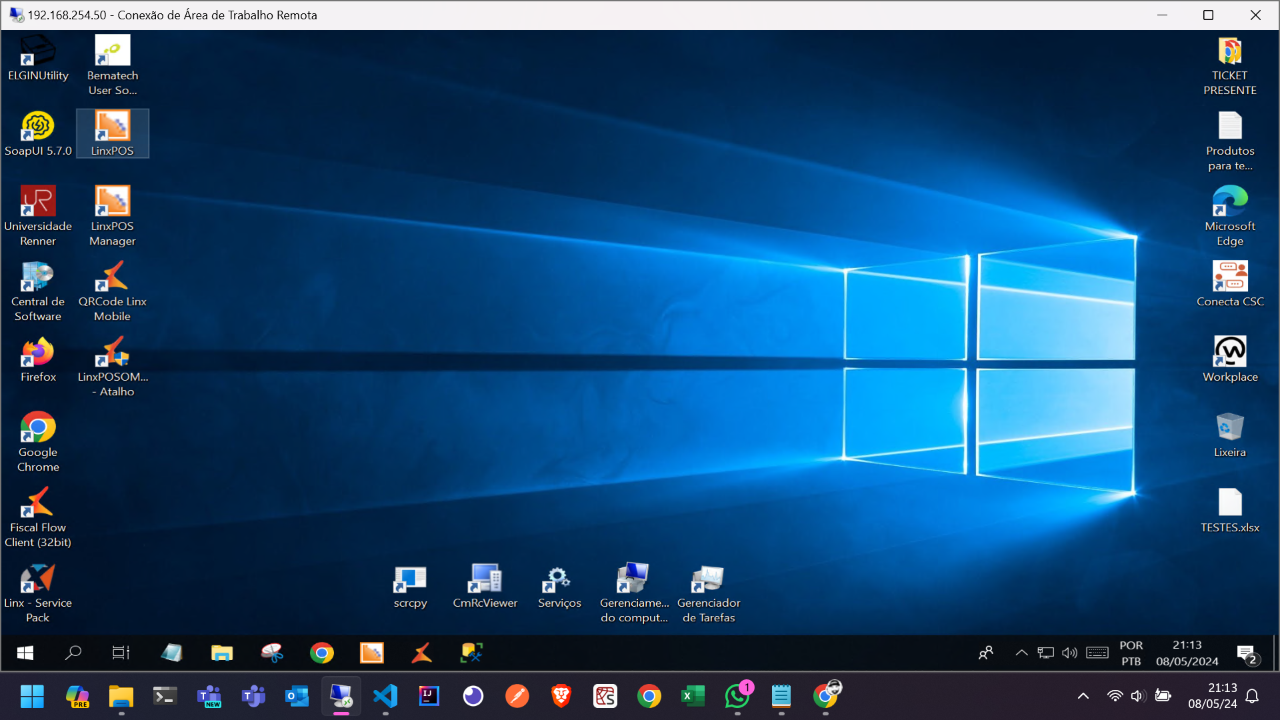 192.168.254.50 - Conexão de Área de Trabalho Remota
ELGINUtility
Bematech
User So...
SoapUI 5.7.0
LinxPOS
Universidade
Renner
LinxPOS
Manager
Central de
Software
QRCode Linx
Mobile
Firefox
LinxPOSOM...
- Atalho
Google
Chrome
Fiscal Flow
Client (32bit)
Linx - Service
Pack
scrcpy
CmRcViewer
Serviços
Gerenciame...
do comput...
Gerenciador
de Tarefas
TICKET
PRESENTE
Produtos
para te...
Microsoft
Edge
Conecta CSC
Workplace
Lixeira
TESTES.xlsx
POR
PTB
21:13
08/05/2024
2
PRE
NEW
1
21:13
08/05/24